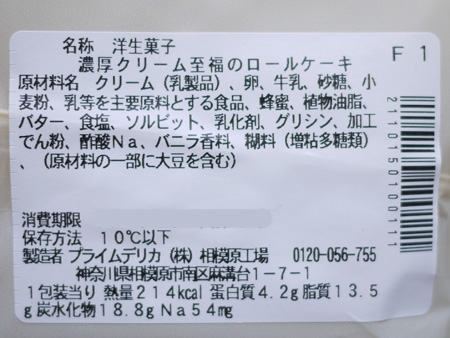 名称　洋生菓子
F 1
濃厚クリーム至福のロールケーキ
原材料名　クリーム（乳製品）、卵、牛乳、砂糖、小
麦粉、乳等を主要原料とする食品、蜂蜜、植物油脂、
バター、食塩、ソルビット、乳化剤、グリシン、加工
でん粉、酢酸Ｎａ、バニラ香料、糊料（増粘多糖類）
、（原材料の一部に大豆を含む）
2110150100111
消費期限
保存方法　10℃以下
製造者 プライムデリカ（株）相模原工場　0120-056-755
神奈川県相模原市南区麻溝台1-7-1
1包装当り 熱量214kcal 蛋白質4.2g 脂質13.5
g 炭水化物18.8g Na54mg